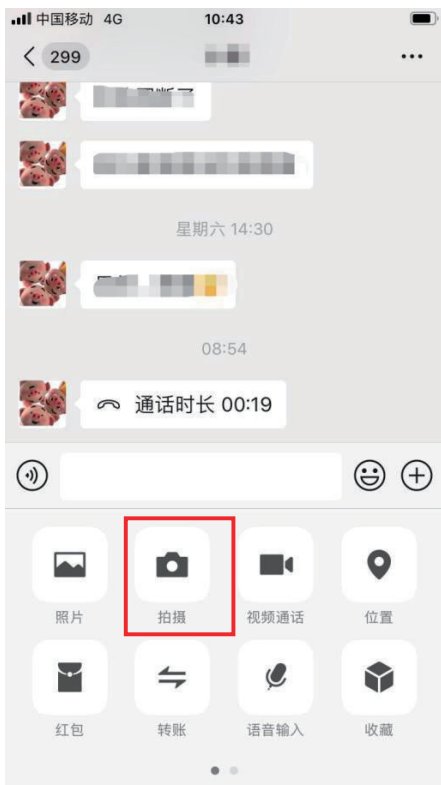 中国移动 4G 10:43
299
星期六 14:30
08:54
通话时长 00:19
照片 拍摄 视频通话 位置
红包 转账 语音输入 收藏